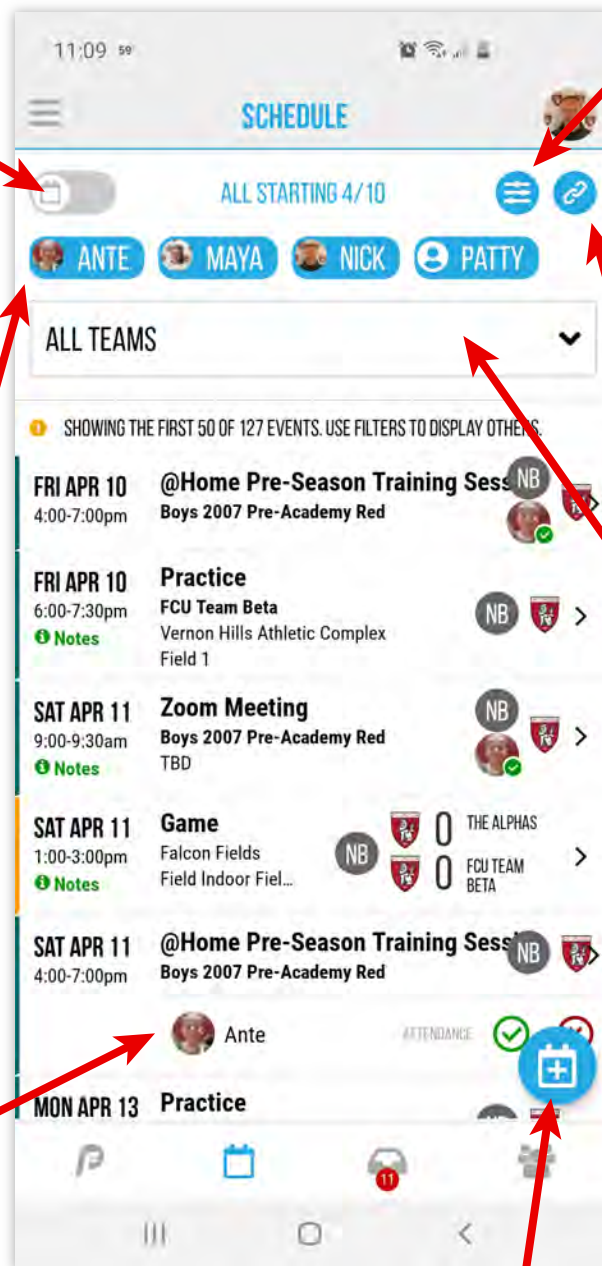 11:09 59
SCHEDULE
ALL STARTING 4/10
ANTE MAYA NICK PATTY
ALL TEAMS
SHOWING THE FIRST 50 OF 127 EVENTS. USE FILTERS TO DISPLAY OTHERS.
FRI APR 10 @Home Pre-Season Training Sess NB
4:00-7:00pm Boys 2007 Pre-Academy Red
FRI APR 10 Practice
6:00-7:30pm FCU Team Beta NB
Notes Vernon Hills Athletic Complex
Field 1
SAT APR 11 Zoom Meeting NB
9:00-9:30am Boys 2007 Pre-Academy Red
Notes TBD
SAT APR 11 Game 0 THE ALPHAS
1:00-3:00pm Falcon Fields NB
Notes Field Indoor Fiel... 0 FCU TEAM
BETA
SAT APR 11 @Home Pre-Season Training Sess NB
4:00-7:00pm Boys 2007 Pre-Academy Red
Ante ATTENDANCE
MON APR 13 Practice
11